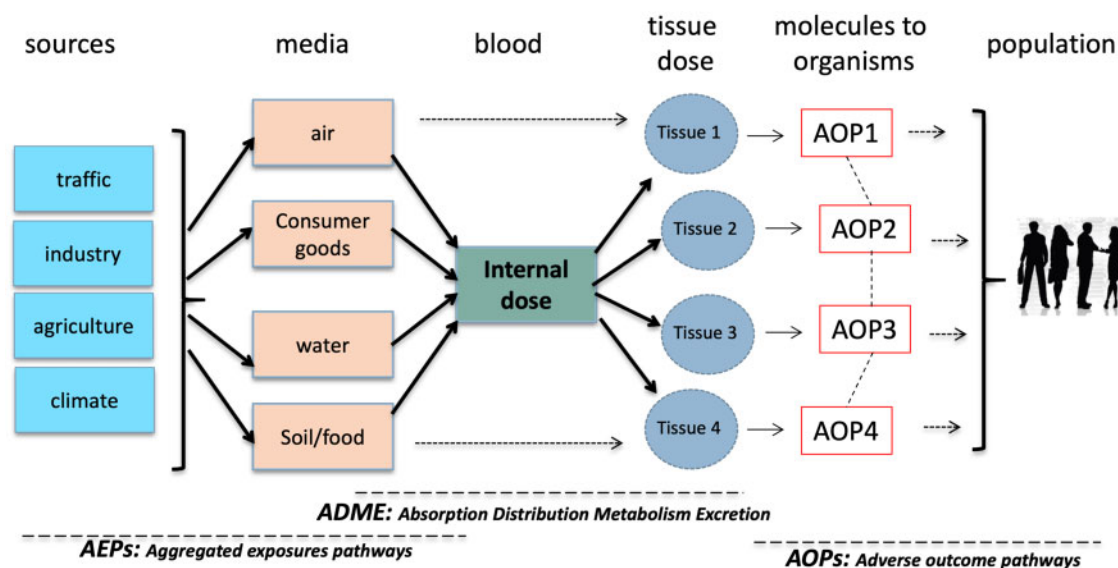 sources
media
blood
tissue
dose
molecules to
organisms
population
traffic
industry
agriculture
climate
air
Consumer
goods
water
Soil/food
Internal
dose
Tissue 1
Tissue 2
Tissue 3
Tissue 4
AOP1
AOP2
AOP3
AOP4
ADME: Absorption Distribution Metabolism Excretion
AEPs: Aggregated exposures pathways
AOPs: Adverse outcome pathways